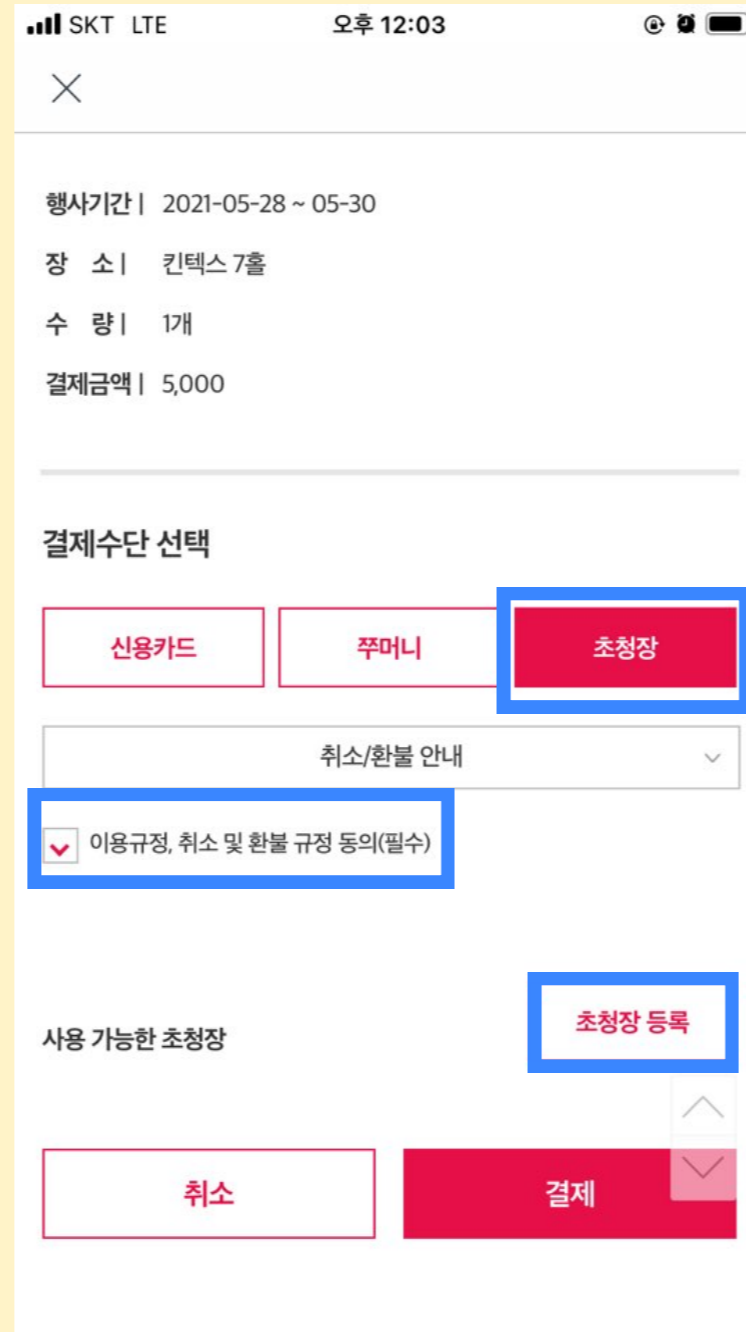 SKT LTE 오후 12:03
행사기간 | 2021-05-28 ~ 05-30
장 소 | 킨텍스 7홀
수 량 | 1개
결제금액 | 5,000
결제수단 선택
신용카드 쭈머니 초청장
취소/환불 안내
이용규정, 취소 및 환불 규정 동의(필수)
초청장 등록
사용 가능한 초청장
취소 결제